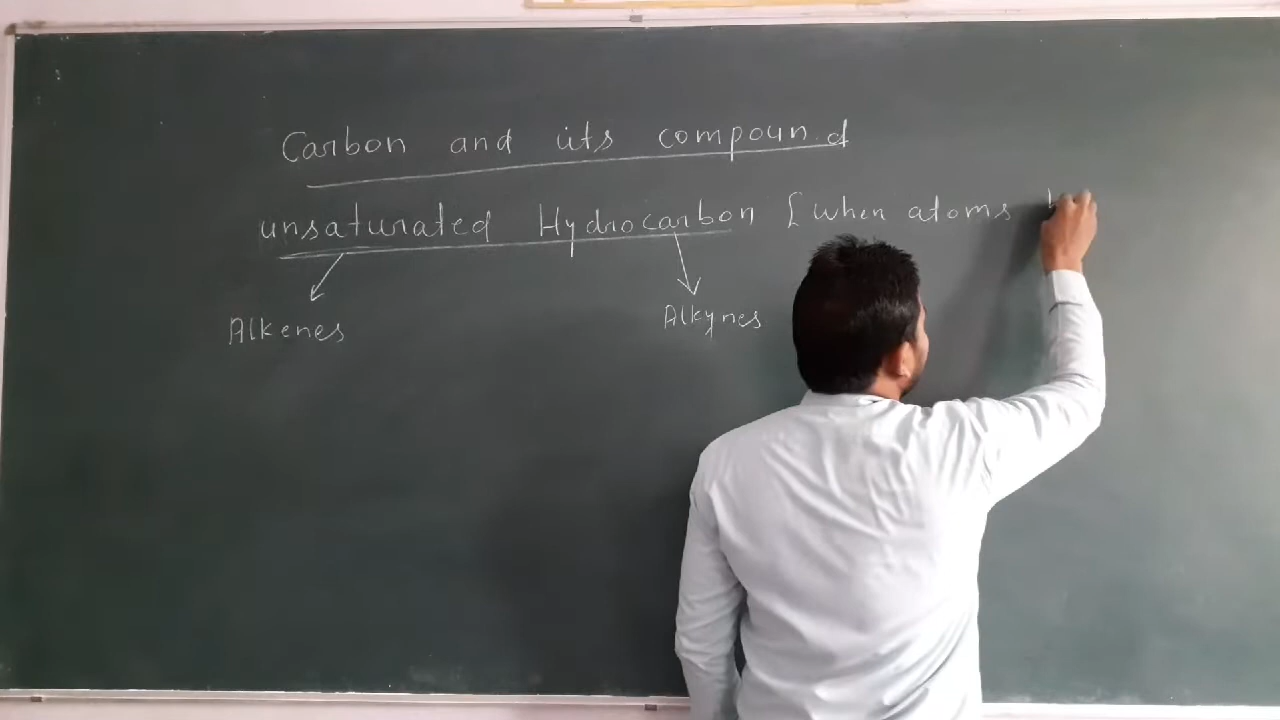 Carbon and its compound
unsaturated Hydrocarbon [when atoms
Alkenes
Alkynes